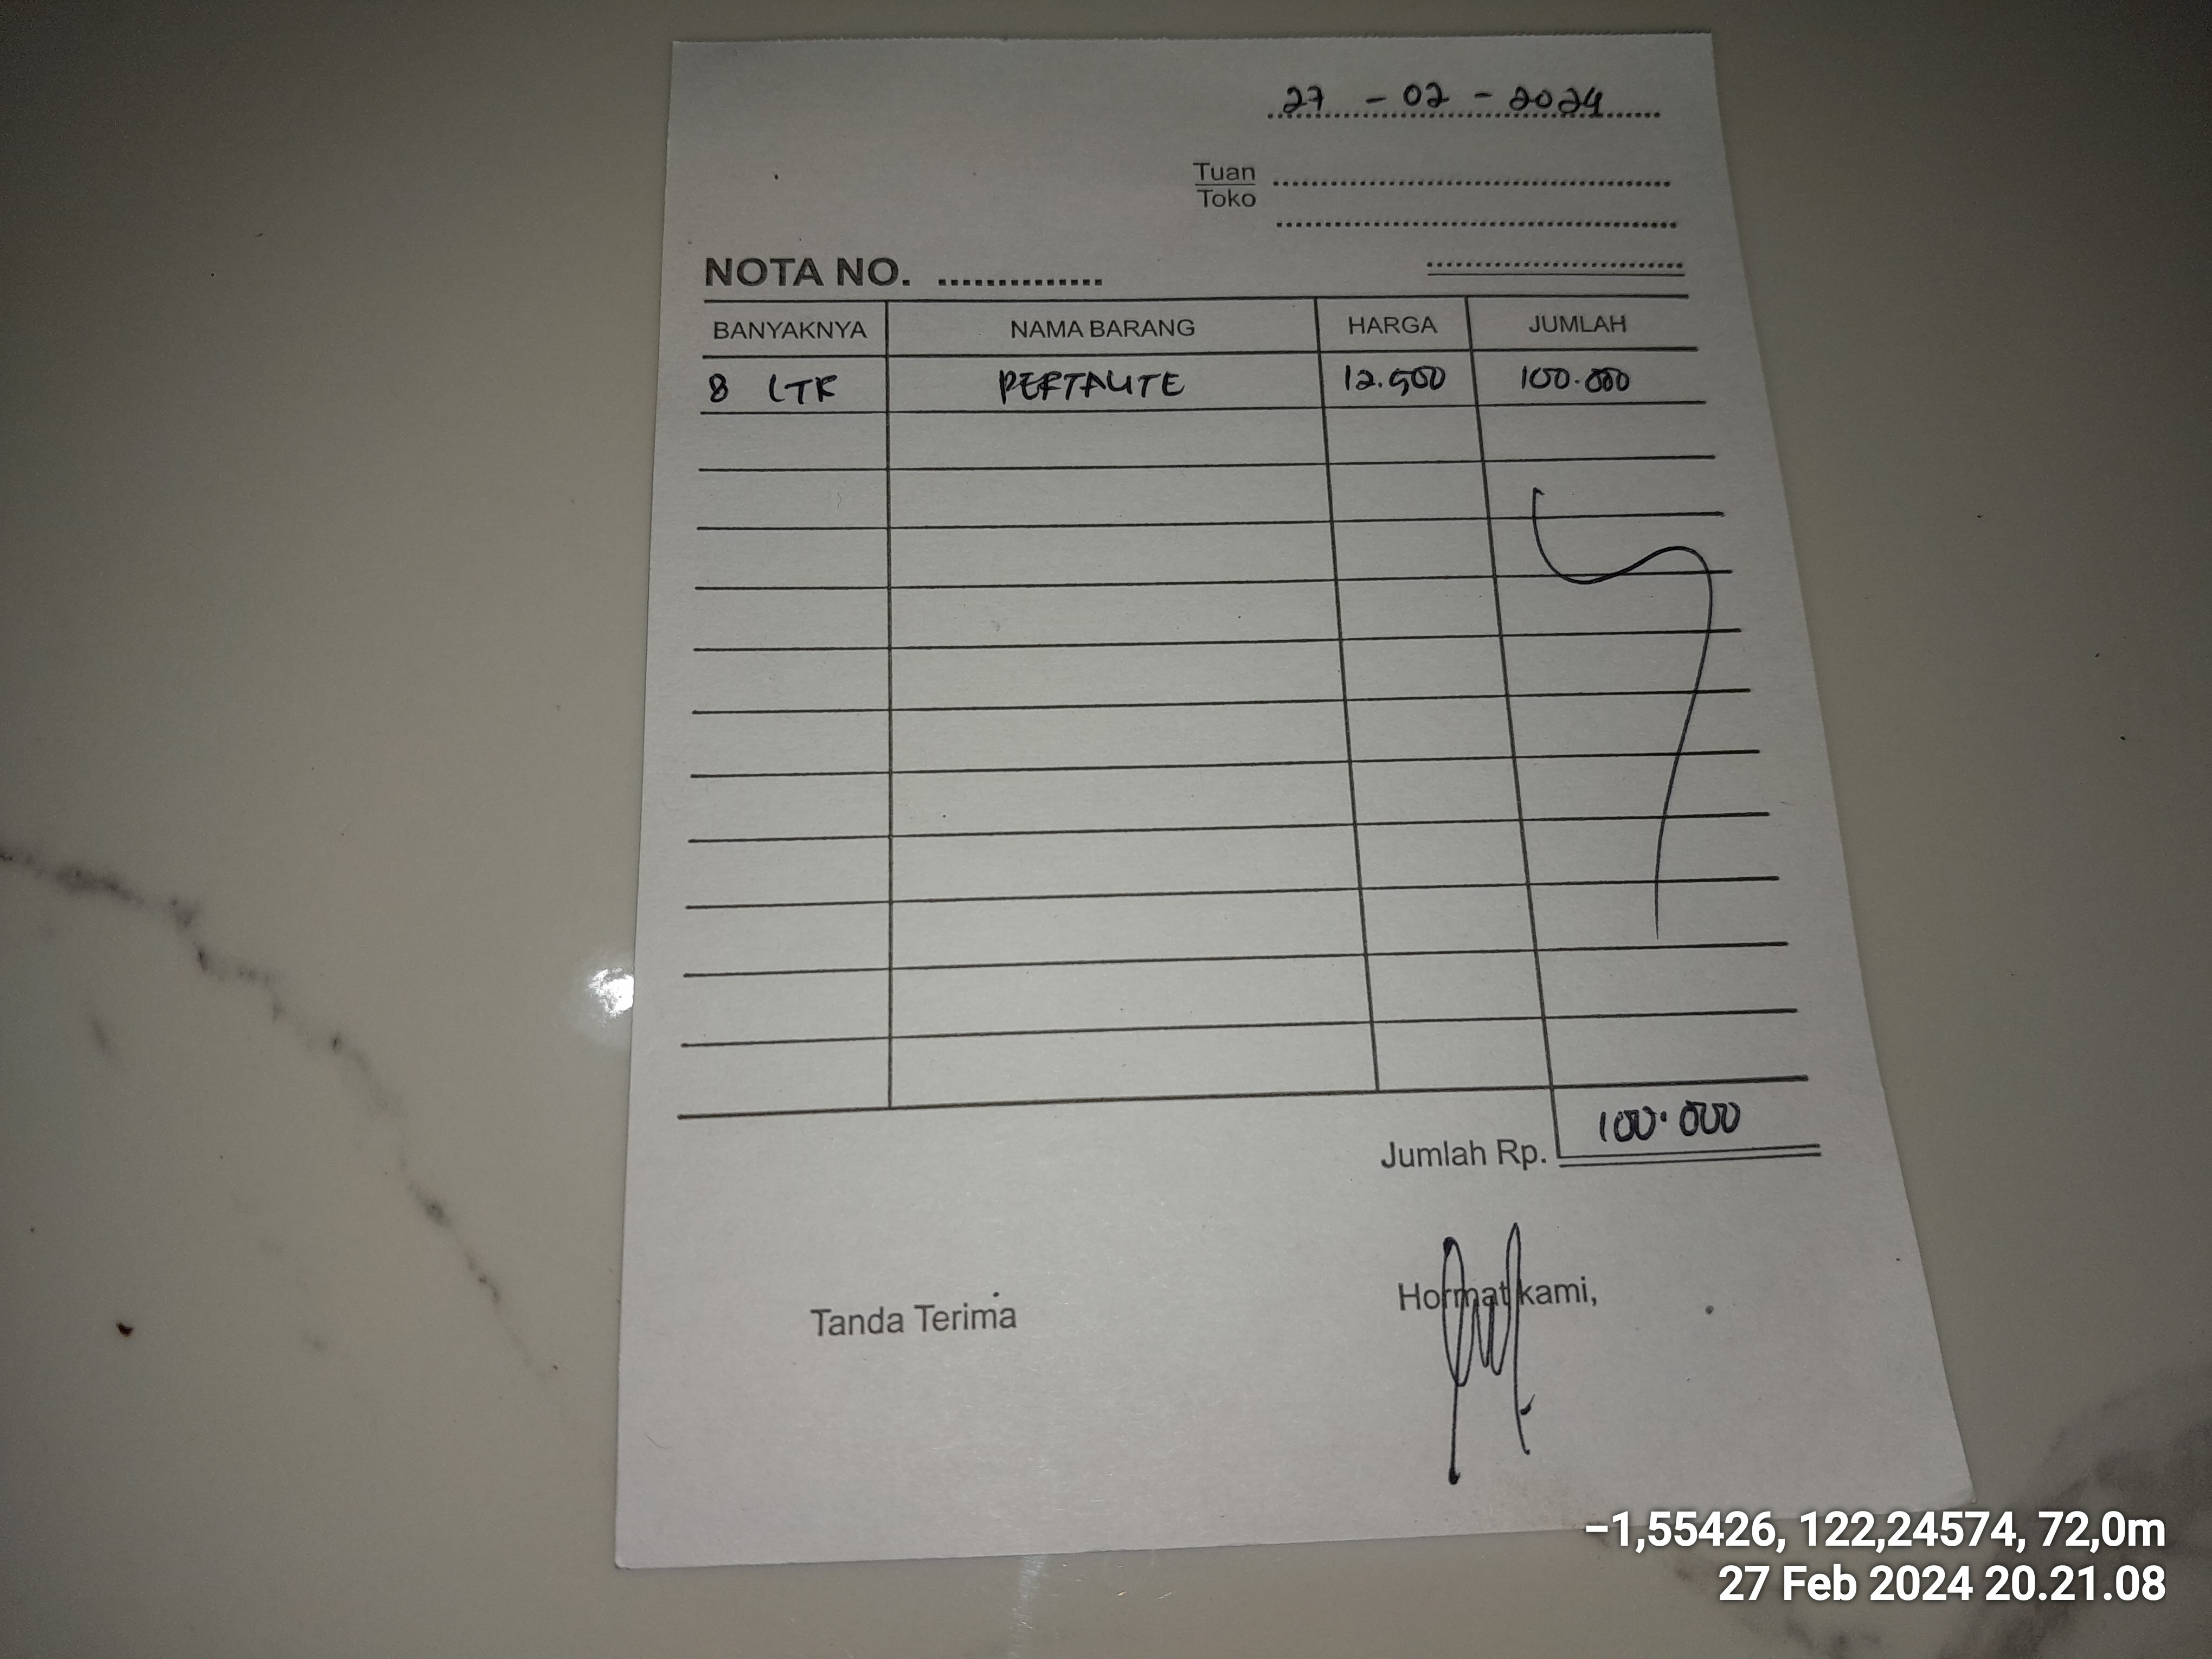 27 - 02 - 2024
Tuan
Toko
NOTA NO.
BANYAKNYA NAMA BARANG HARGA JUMLAH
8 LTR PERTALITE 12.500 100.000
Jumlah Rp. 100.000
Tanda Terima Hormat kami,
-1,55426, 122,24574, 72,0m
27 Feb 2024 20.21.08